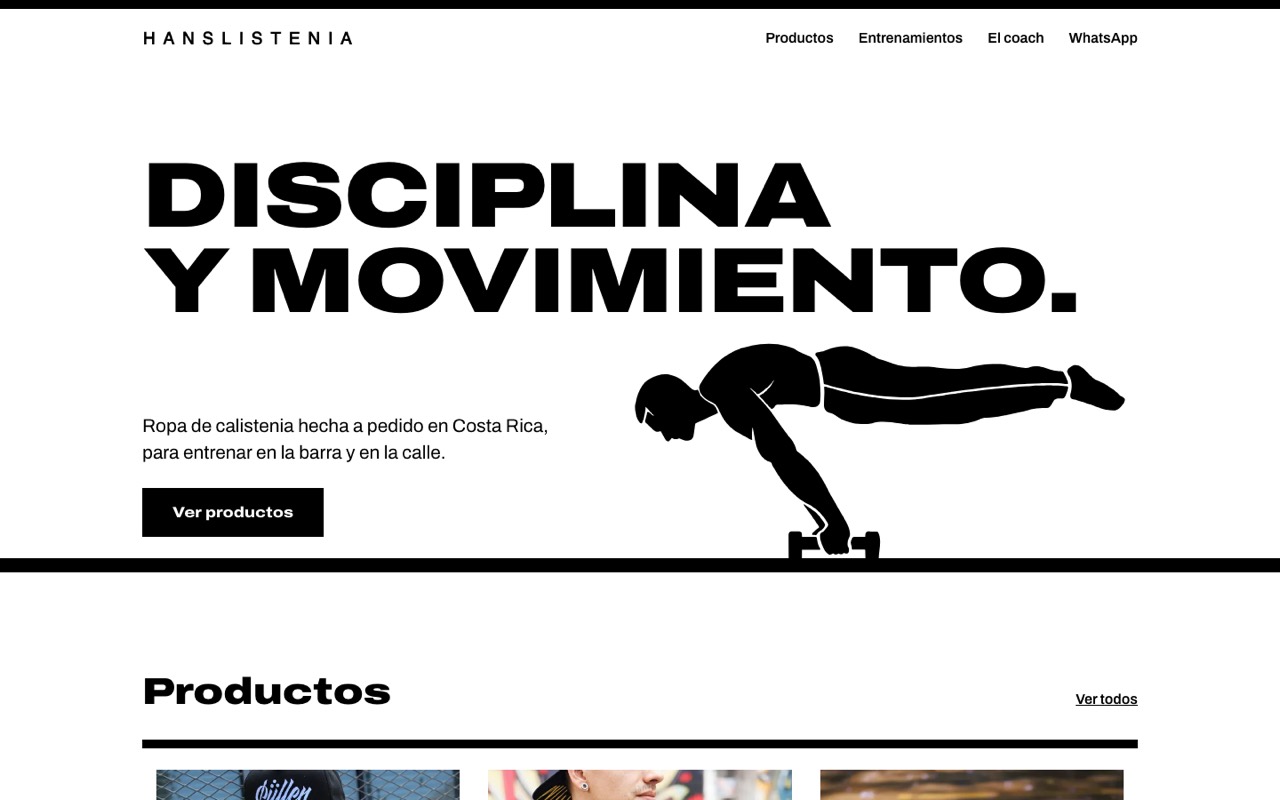 HANSLISTENIA
Productos Entrenamientos El coach WhatsApp
DISCIPLINA
Y MOVIMIENTO.
Ropa de calistenia hecha a pedido en Costa Rica,
para entrenar en la barra y en la calle.
Ver productos
Productos
Ver todos